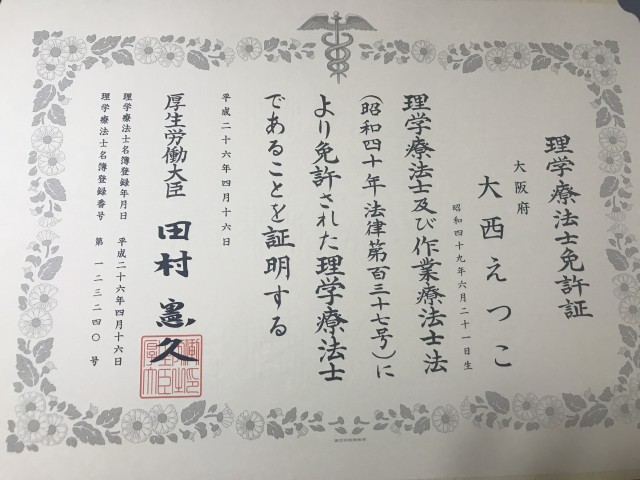 理学療法士免許証
大阪府
大西えつこ
昭和四十九年六月二十一日生
理学療法士及び作業療法士法
(昭和四十年法律第百三十七号)に
より免許された理学療法士
であることを証明する
平成二十六年四月十六日
厚生労働大臣 田村憲久
理学療法士名簿登録年月日 平成二十六年四月十六日
理学療法士名簿登録番号 第一二三二四〇号